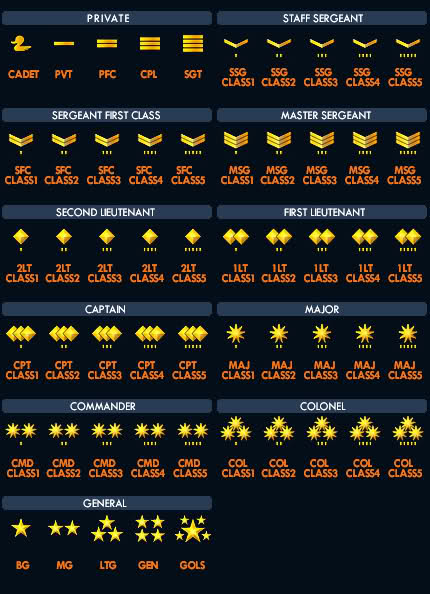 PRIVATE
CADET PVT PFC CPL SGT
STAFF SERGEANT
SSG SSG SSG SSG SSG
CLASS1 CLASS2 CLASS3 CLASS4 CLASS5
SERGEANT FIRST CLASS
SFC SFC SFC SFC SFC
CLASS1 CLASS2 CLASS3 CLASS4 CLASS5
MASTER SERGEANT
MSG MSG MSG MSG MSG
CLASS1 CLASS2 CLASS3 CLASS4 CLASS5
SECOND LIEUTENANT
2LT 2LT 2LT 2LT 2LT
CLASS1 CLASS2 CLASS3 CLASS4 CLASS5
FIRST LIEUTENANT
1LT 1LT 1LT 1LT 1LT
CLASS1 CLASS2 CLASS3 CLASS4 CLASS5
CAPTAIN
CPT CPT CPT CPT CPT
CLASS1 CLASS2 CLASS3 CLASS4 CLASS5
MAJOR
MAJ MAJ MAJ MAJ MAJ
CLASS1 CLASS2 CLASS3 CLASS4 CLASS5
COMMANDER
CMD CMD CMD CMD CMD
CLASS1 CLASS2 CLASS3 CLASS4 CLASS5
COLONEL
COL COL COL COL COL
CLASS1 CLASS2 CLASS3 CLASS4 CLASS5
GENERAL
BG MG LTG GEN GOLS